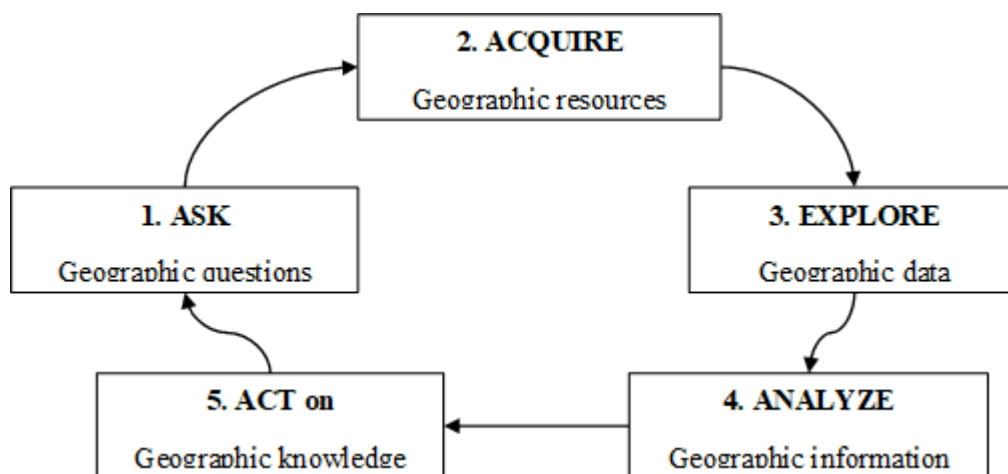 2. ACQUIRE
Geographic resources
1. ASK
Geographic questions
3. EXPLORE
Geographic data
5. ACT on
Geographic knowledge
4. ANALYZE
Geographic information